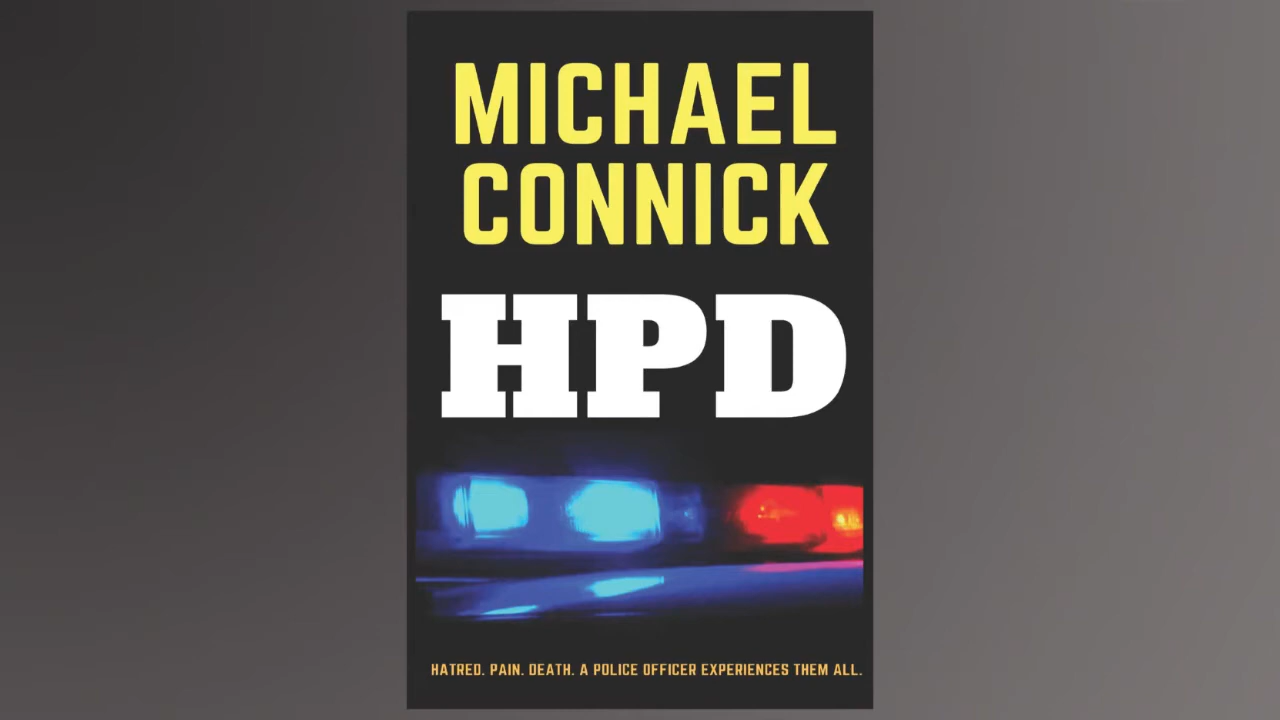 MICHAEL
CONNICK
HPD
HATRED. PAIN. DEATH. A POLICE OFFICER EXPERIENCES THEM ALL.